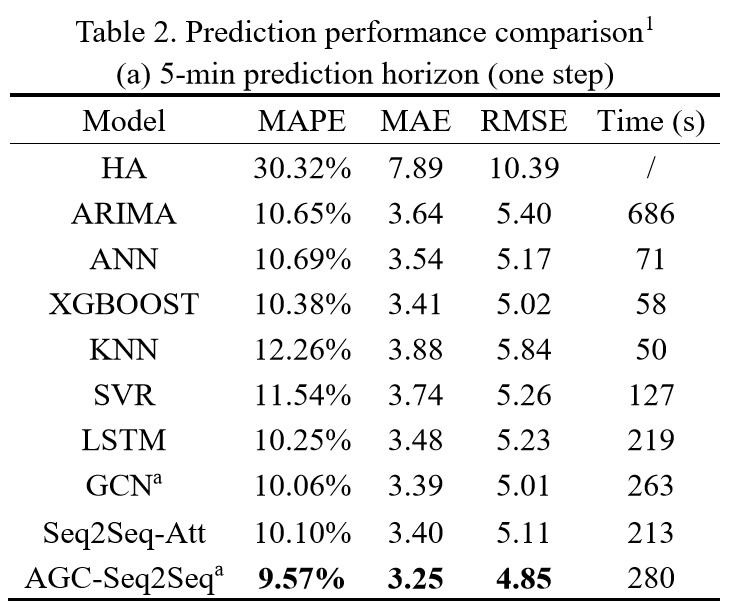 Table 2. Prediction performance comparison1
(a) 5-min prediction horizon (one step)
Model MAPE MAE RMSE Time (s)
HA 30.32% 7.89 10.39 /
ARIMA 10.65% 3.64 5.40 686
ANN 10.69% 3.54 5.17 71
XGBOOST 10.38% 3.41 5.02 58
KNN 12.26% 3.88 5.84 50
SVR 11.54% 3.74 5.26 127
LSTM 10.25% 3.48 5.23 219
GCNa 10.06% 3.39 5.01 263
Seq2Seq-Att 10.10% 3.40 5.11 213
AGC-Seq2Seqa 9.57% 3.25 4.85 280